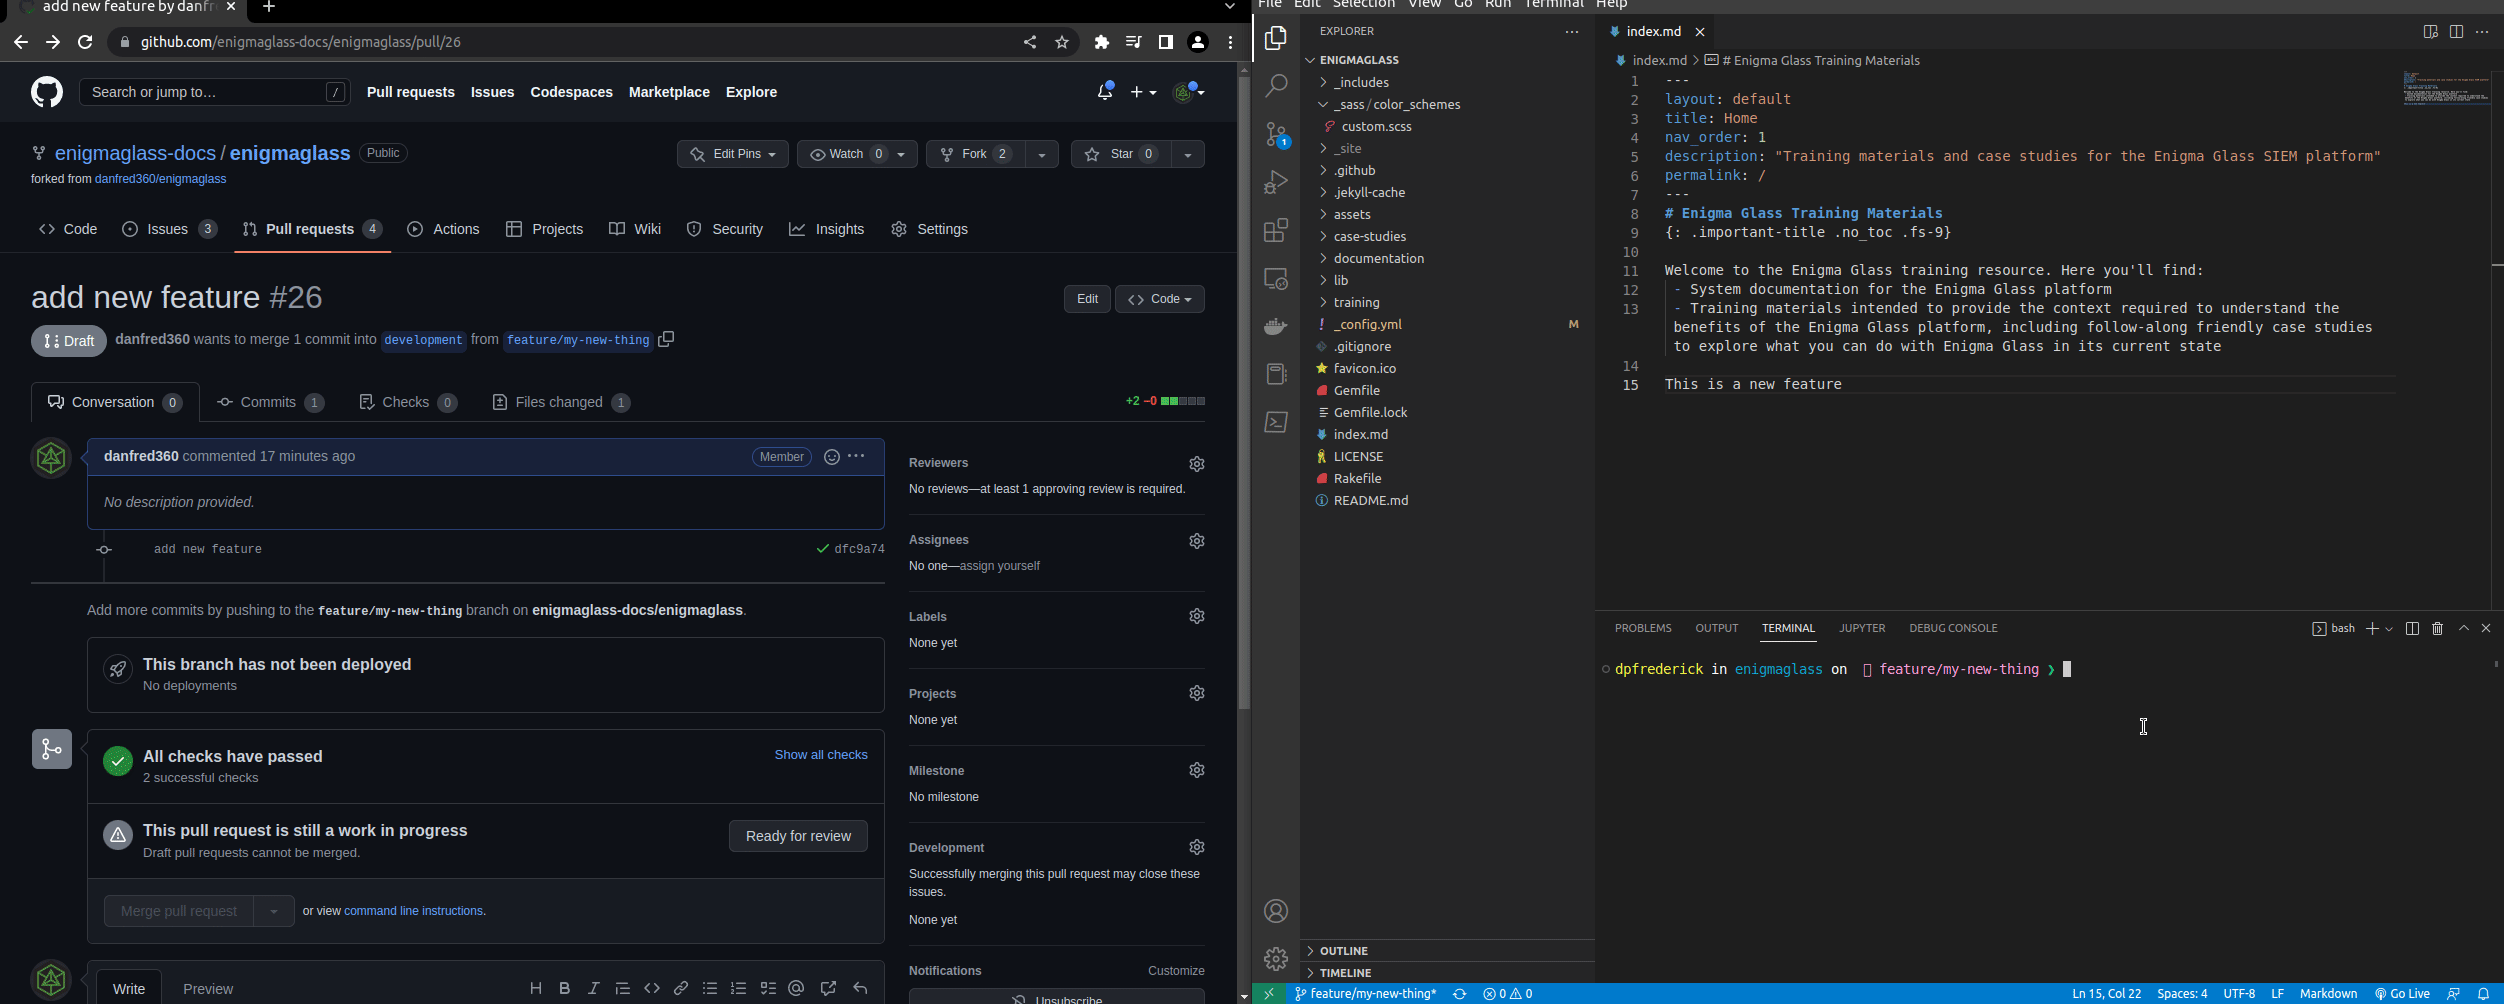 add new feature by danfr
File Edit Selection View Go Run Terminal Help
github.com/enigmaglass-docs/enigmaglass/pull/26
Search or jump to… /
Pull requests Issues Codespaces Marketplace Explore
enigmaglass-docs / enigmaglass Public
forked from danfred360/enigmaglass
Edit Pins Watch 0 Fork 2 Star 0
Code Issues 3 Pull requests 4 Actions Projects Wiki Security Insights Settings
add new feature #26
Edit Code
Draft danfred360 wants to merge 1 commit into development from feature/my-new-thing
Conversation 0 Commits 1 Checks 0 Files changed 1 +2 −0
danfred360 commented 17 minutes ago Member
No description provided.
add new feature dfc9a74
Add more commits by pushing to the feature/my-new-thing branch on enigmaglass-docs/enigmaglass.
This branch has not been deployed
No deployments
All checks have passed Show all checks
2 successful checks
This pull request is still a work in progress
Draft pull requests cannot be merged.
Ready for review
Merge pull request or view command line instructions.
Write Preview
Reviewers
No reviews—at least 1 approving review is required.
Assignees
No one—assign yourself
Labels
None yet
Projects
None yet
Milestone
No milestone
Development
Successfully merging this pull request may close these
issues.
None yet
Notifications Customize
Unsubscribe
EXPLORER
ENIGMAGLASS
_includes
_sass/color_schemes
custom.scss
_site
.github
.jekyll-cache
assets
case-studies
documentation
lib
training
_config.yml M
.gitignore
favicon.ico
Gemfile
Gemfile.lock
index.md
LICENSE
Rakefile
README.md
OUTLINE
TIMELINE
1
index.md
index.md # Enigma Glass Training Materials
1 ---
2 layout: default
3 title: Home
4 nav_order: 1
5 description: "Training materials and case studies for the Enigma Glass SIEM platform"
6 permalink: /
7 ---
8 # Enigma Glass Training Materials
9 {: .important-title .no_toc .fs-9}
10
11 Welcome to the Enigma Glass training resource. Here you'll find:
12 - System documentation for the Enigma Glass platform
13 - Training materials intended to provide the context required to understand the
benefits of the Enigma Glass platform, including follow-along friendly case studies
to explore what you can do with Enigma Glass in its current state
14
15 This is a new feature
PROBLEMS OUTPUT TERMINAL JUPYTER DEBUG CONSOLE bash
dpfrederick in enigmaglass on feature/my-new-thing ❯
feature/my-new-thing* 0 0 Ln 15, Col 22 Spaces: 4 UTF-8 LF Markdown Go Live